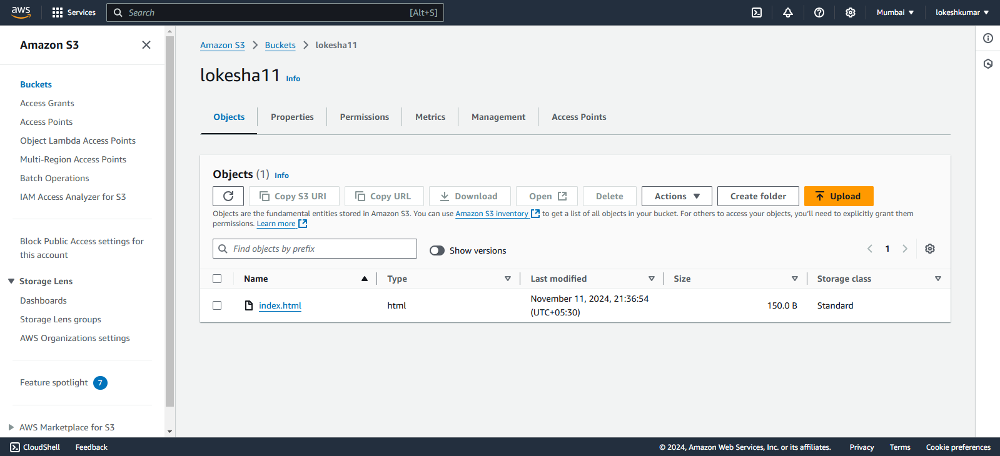 aws
Services
Search [Alt+S]
Mumbai
lokeshkumar
Amazon S3
Buckets
Access Grants
Access Points
Object Lambda Access Points
Multi-Region Access Points
Batch Operations
IAM Access Analyzer for S3
Block Public Access settings for
this account
Storage Lens
Dashboards
Storage Lens groups
AWS Organizations settings
Feature spotlight 7
AWS Marketplace for S3
Amazon S3 > Buckets > lokesha11
lokesha11 Info
Objects Properties Permissions Metrics Management Access Points
Objects (1) Info
Copy S3 URI Copy URL Download Open Delete Actions Create folder Upload
Objects are the fundamental entities stored in Amazon S3. You can use Amazon S3 inventory to get a list of all objects in your bucket. For others to access your objects, you'll need to explicitly grant them
permissions. Learn more
Find objects by prefix
Show versions
1
Name Type Last modified Size Storage class
index.html html November 11, 2024, 21:36:54 150.0 B Standard
(UTC+05:30)
CloudShell Feedback © 2024, Amazon Web Services, Inc. or its affiliates. Privacy Terms Cookie preferences